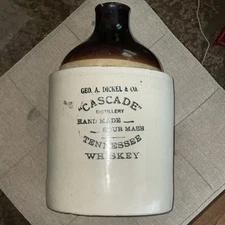 GEO. A. DICKEL & CO.
"CASCADE"
DISTILLERY
HAND MADE
SOUR MASH
TENNESSEE
WHISKEY